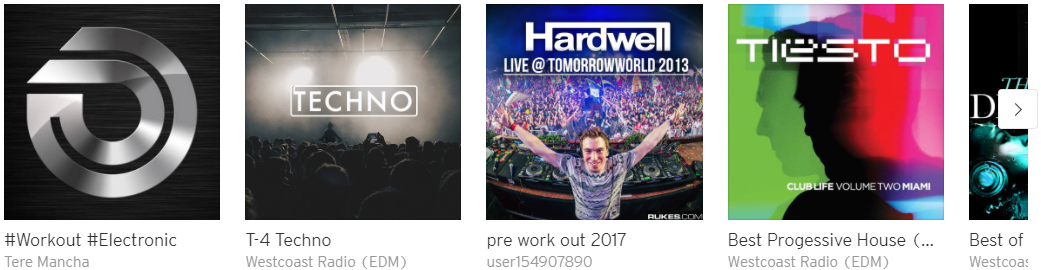 TECHNO
Hardwell
LIVE @ TOMORROWWORLD 2013
RUKES.COM
TIËSTO
CLUB LIFE VOLUME TWO MIAMI
TH
D
#Workout #Electronic
T-4 Techno
pre work out 2017
Best Progessive House (...
Best of
Tere Mancha
Westcoast Radio (EDM)
user154907890
Westcoast Radio (EDM)
Westcoas